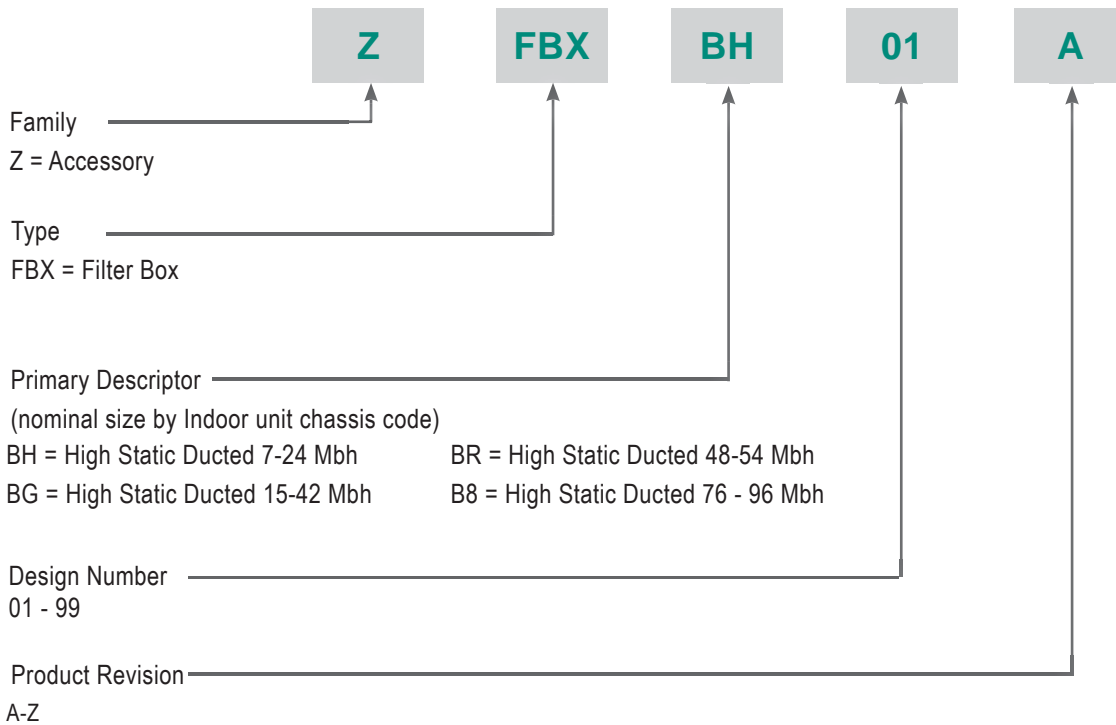 Z FBX BH 01 A
Family
Z = Accessory
Type
FBX = Filter Box
Primary Descriptor
(nominal size by Indoor unit chassis code)
BH = High Static Ducted 7-24 Mbh BR = High Static Ducted 48-54 Mbh
BG = High Static Ducted 15-42 Mbh B8 = High Static Ducted 76 - 96 Mbh
Design Number
01 - 99
Product Revision
A-Z